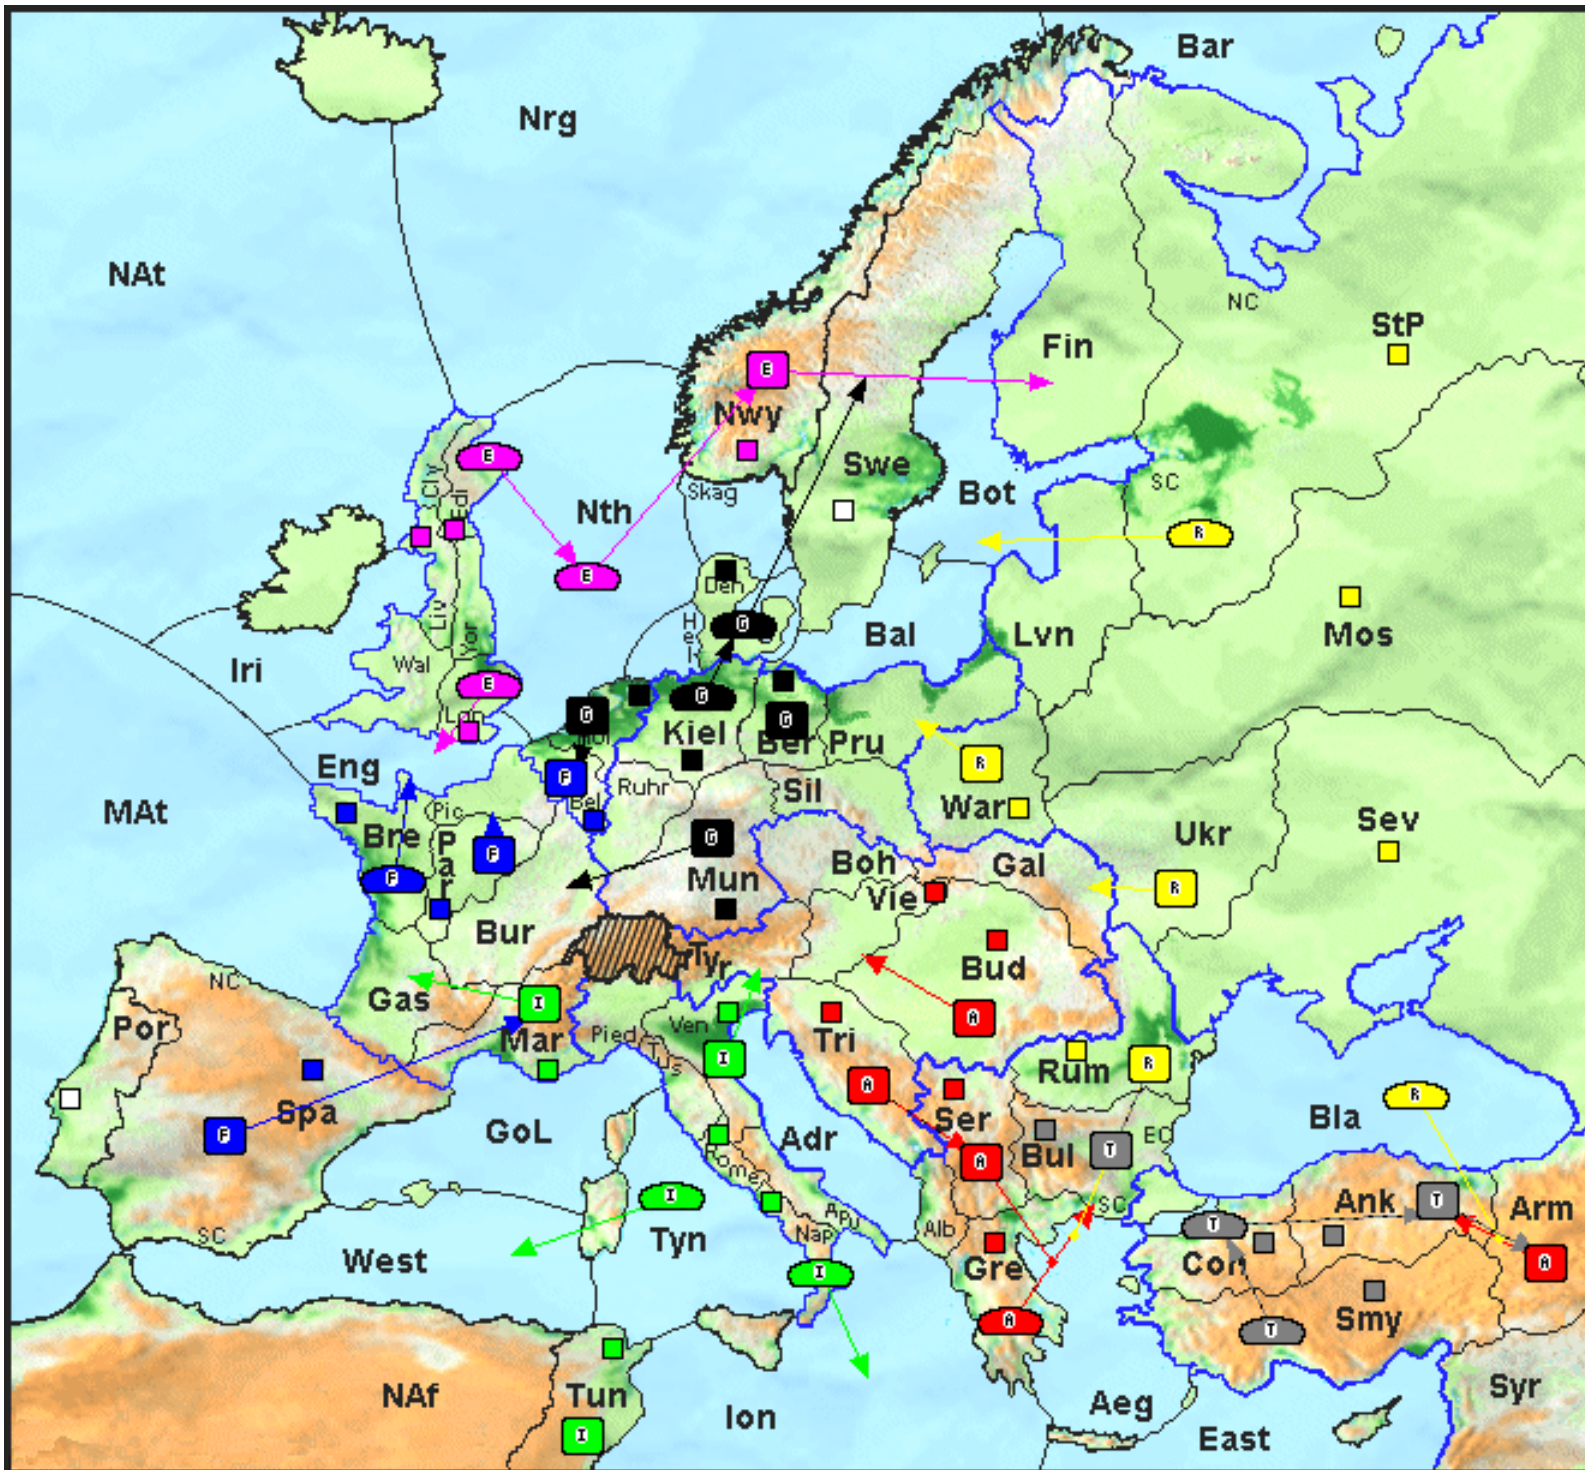 Bar
Nrg
NAt
NC
StP
Fin
Nwy
Swe
SC
Skag
Bot
Nth
Cly
Edi
Den
Hel
Liv
Yor
Bal
Lvn
Mos
Iri
Wal
Lon
Hol
Kiel
Ber
Pru
Eng
Ruhr
Sil
War
MAt
Pic
Bel
Bre
Par
Ukr
Sev
Boh
Gal
Mun
Vie
Bur
Tyr
Bud
NC
Gas
Por
Ven
Pied
Mar
Tus
Tri
Rum
Spa
GoL
Adr
Ser
Bul
EC
Bla
Rome
SC
Apu
Nap
Alb
SC
Ank
Arm
West
Tyn
Gre
Con
Smy
NAf
Tun
Ion
Aeg
East
Syr
E
E
E
E
R
G
G
G
G
F
R
G
F
F
R
I
A
I
A
R
R
F
A
T
I
T
T
I
A
A
T
I